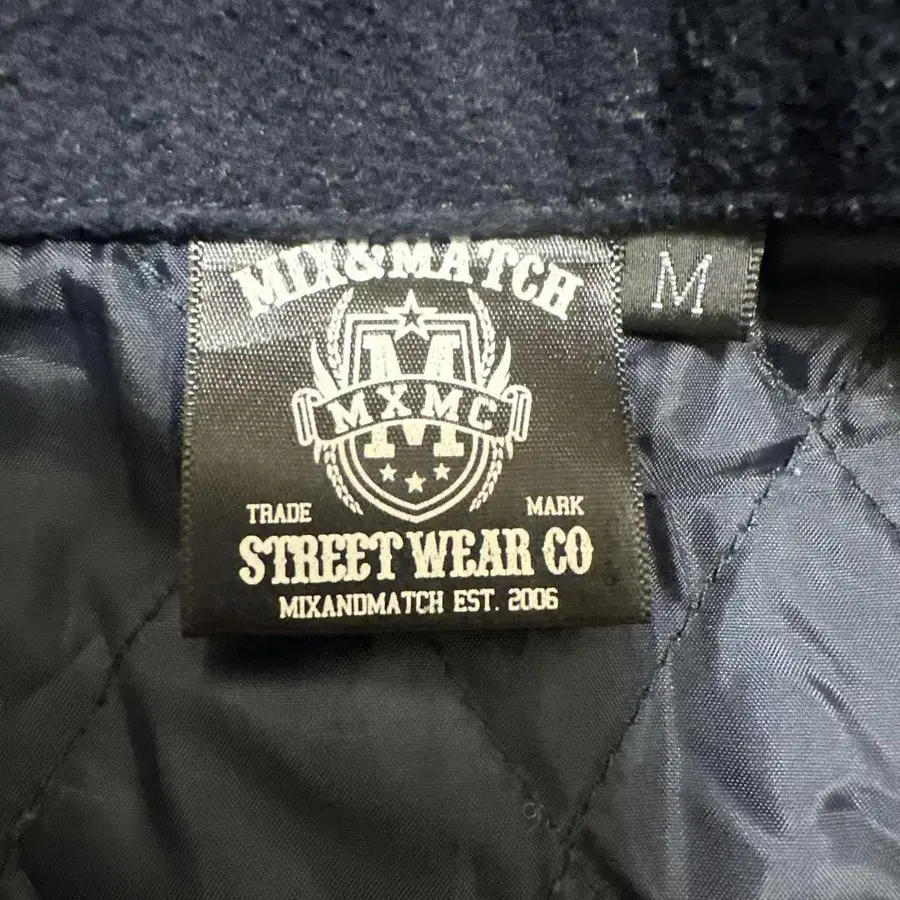 MIX&MATCH
M
M
MXMC
TRADE MARK
STREET WEAR CO
MIXANDMATCH EST. 2006